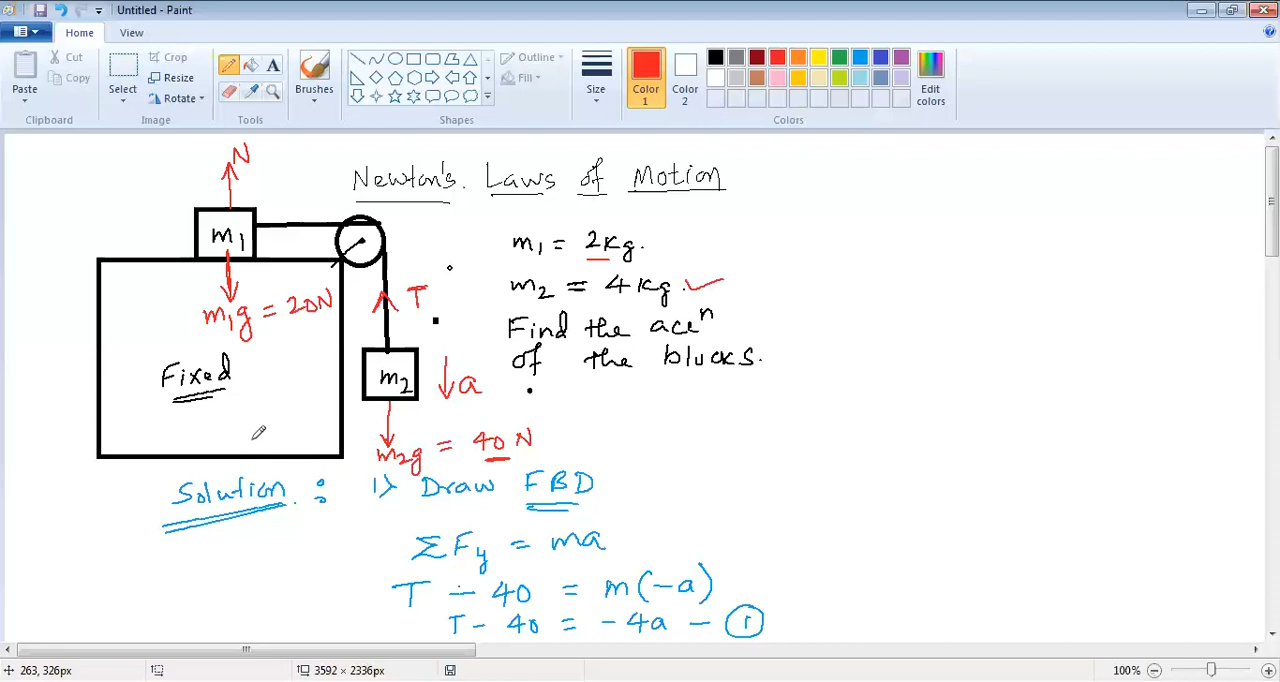 Untitled - Paint
Home View
Paste
Cut
Copy
Clipboard
Select
Crop
Resize
Rotate
Image
A
Tools
Brushes
Shapes
Outline
Fill
Size
Color 1
Color 2
Edit colors
Colors
Newton's Laws of Motion
N
m1
m1g = 20N
Fixed
T
m2
a
m2g = 40 N
m1 = 2kg.
m2 = 4kg.
Find the acen
of the blocks.
Solution : 1) Draw FBD
ΣFy = ma
T - 40 = m(-a)
T - 40 = - 4a - 1
263, 326px
3592 × 2336px
100%